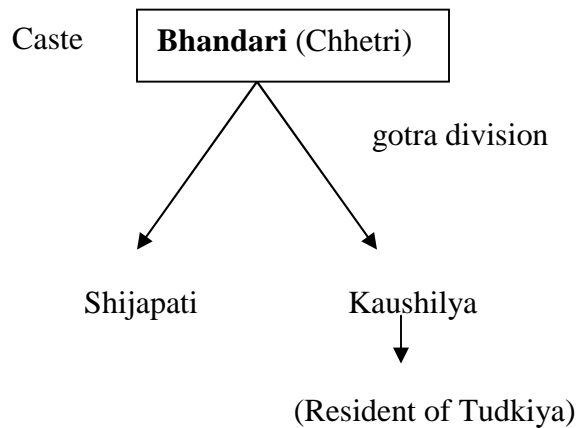 Caste Bhandari (Chhetri)
gotra division
Shijapati Kaushilya
(Resident of Tudkiya)